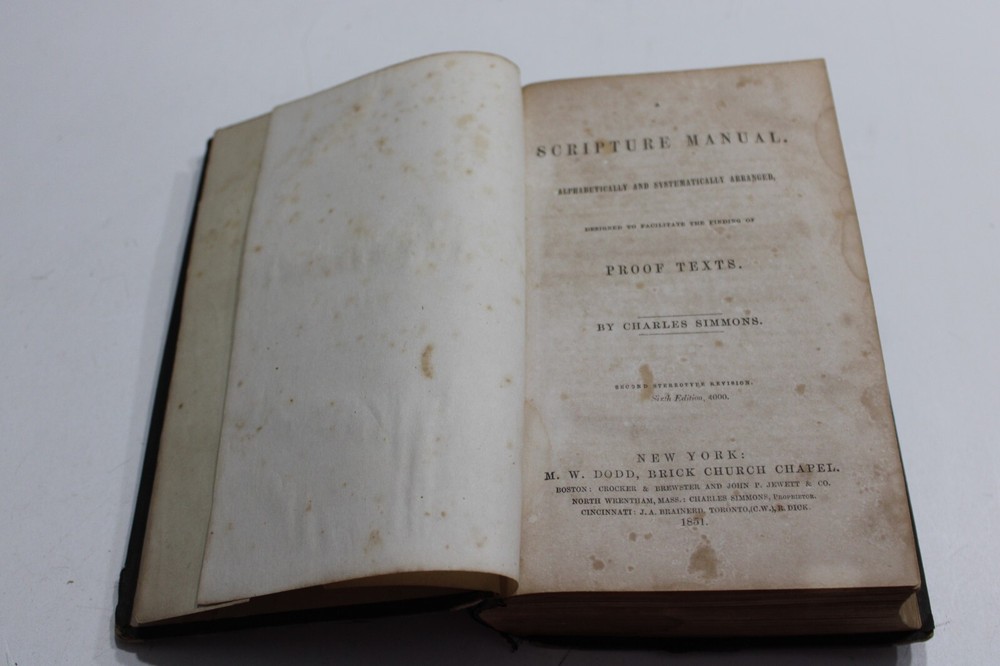 SCRIPTURE MANUAL,
ALPHABETICALLY AND SYSTEMATICALLY ARRANGED,
DESIGNED TO FACILITATE THE FINDING OF
PROOF TEXTS.
BY CHARLES SIMMONS.
SECOND STEREOTYPE REVISION.
Sixth Edition, 4000.
NEW YORK:
M. W. DODD, BRICK CHURCH CHAPEL.
BOSTON: CROCKER & BREWSTER AND JOHN P. JEWETT & CO.
NORTH WRENTHAM, MASS.: CHARLES SIMMONS, PROPRIETOR.
CINCINNATI: J. A. BRAINERD, TORONTO, (C.W.), R. DICK.
1851.